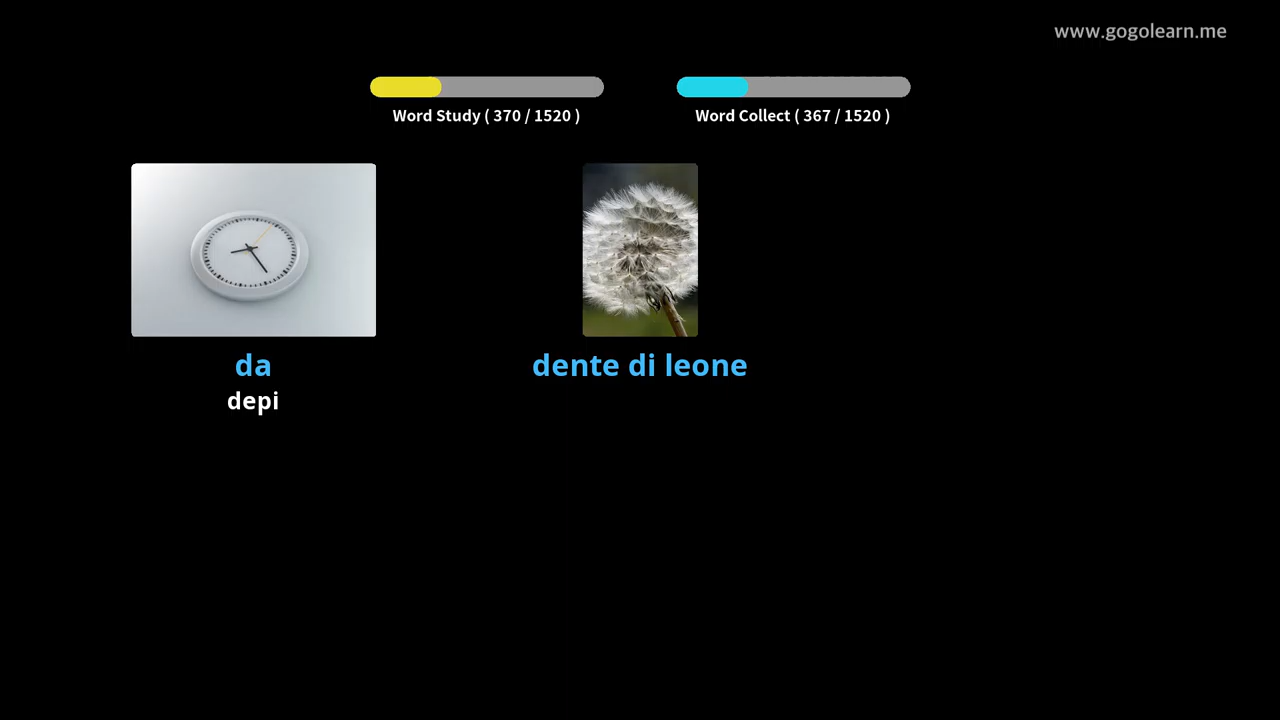 www.gogolearn.me
Word Study ( 370 / 1520 )
Word Collect ( 367 / 1520 )
da
depi
dente di leone